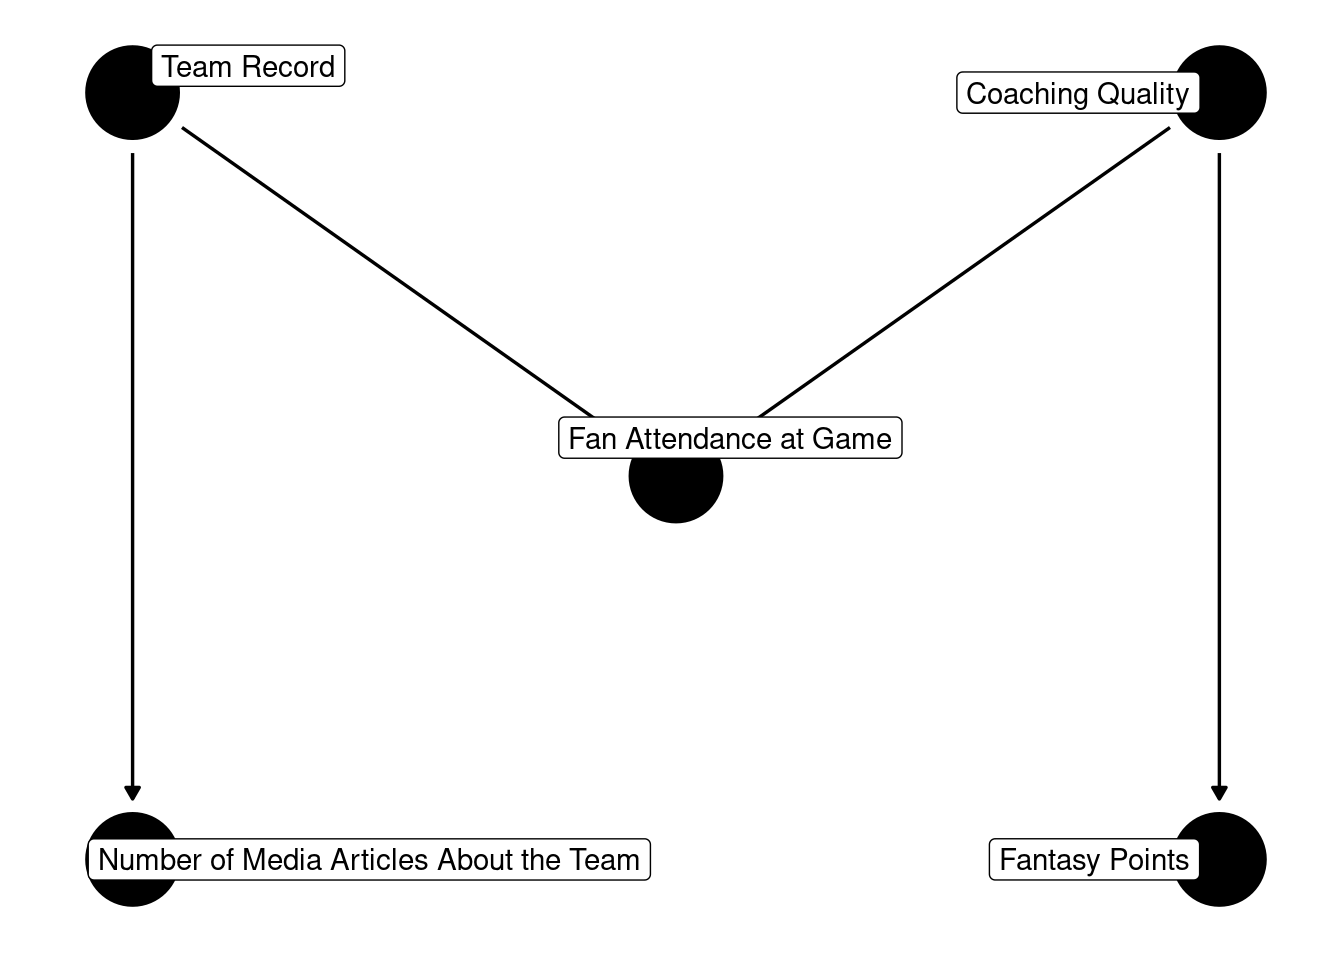 Team Record
Coaching Quality
Fan Attendance at Game
Number of Media Articles About the Team
Fantasy Points